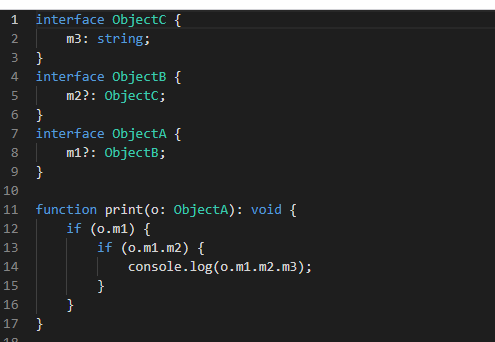 1 interface ObjectC {
2     m3: string;
3 }
4 interface ObjectB {
5     m2?: ObjectC;
6 }
7 interface ObjectA {
8     m1?: ObjectB;
9 }
10
11 function print(o: ObjectA): void {
12     if (o.m1) {
13         if (o.m1.m2) {
14             console.log(o.m1.m2.m3);
15         }
16     }
17 }
18